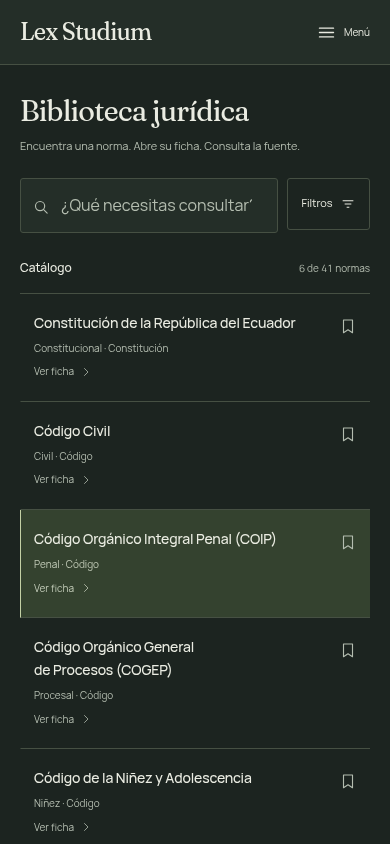 Lex Studium
Menú
Biblioteca jurídica
Encuentra una norma. Abre su ficha. Consulta la fuente.
¿Qué necesitas consultar
Filtros
Catálogo
6 de 41 normas
Constitución de la República del Ecuador
Constitucional · Constitución
Ver ficha
Código Civil
Civil · Código
Ver ficha
Código Orgánico Integral Penal (COIP)
Penal · Código
Ver ficha
Código Orgánico General
de Procesos (COGEP)
Procesal · Código
Ver ficha
Código de la Niñez y Adolescencia
Niñez · Código
Ver ficha